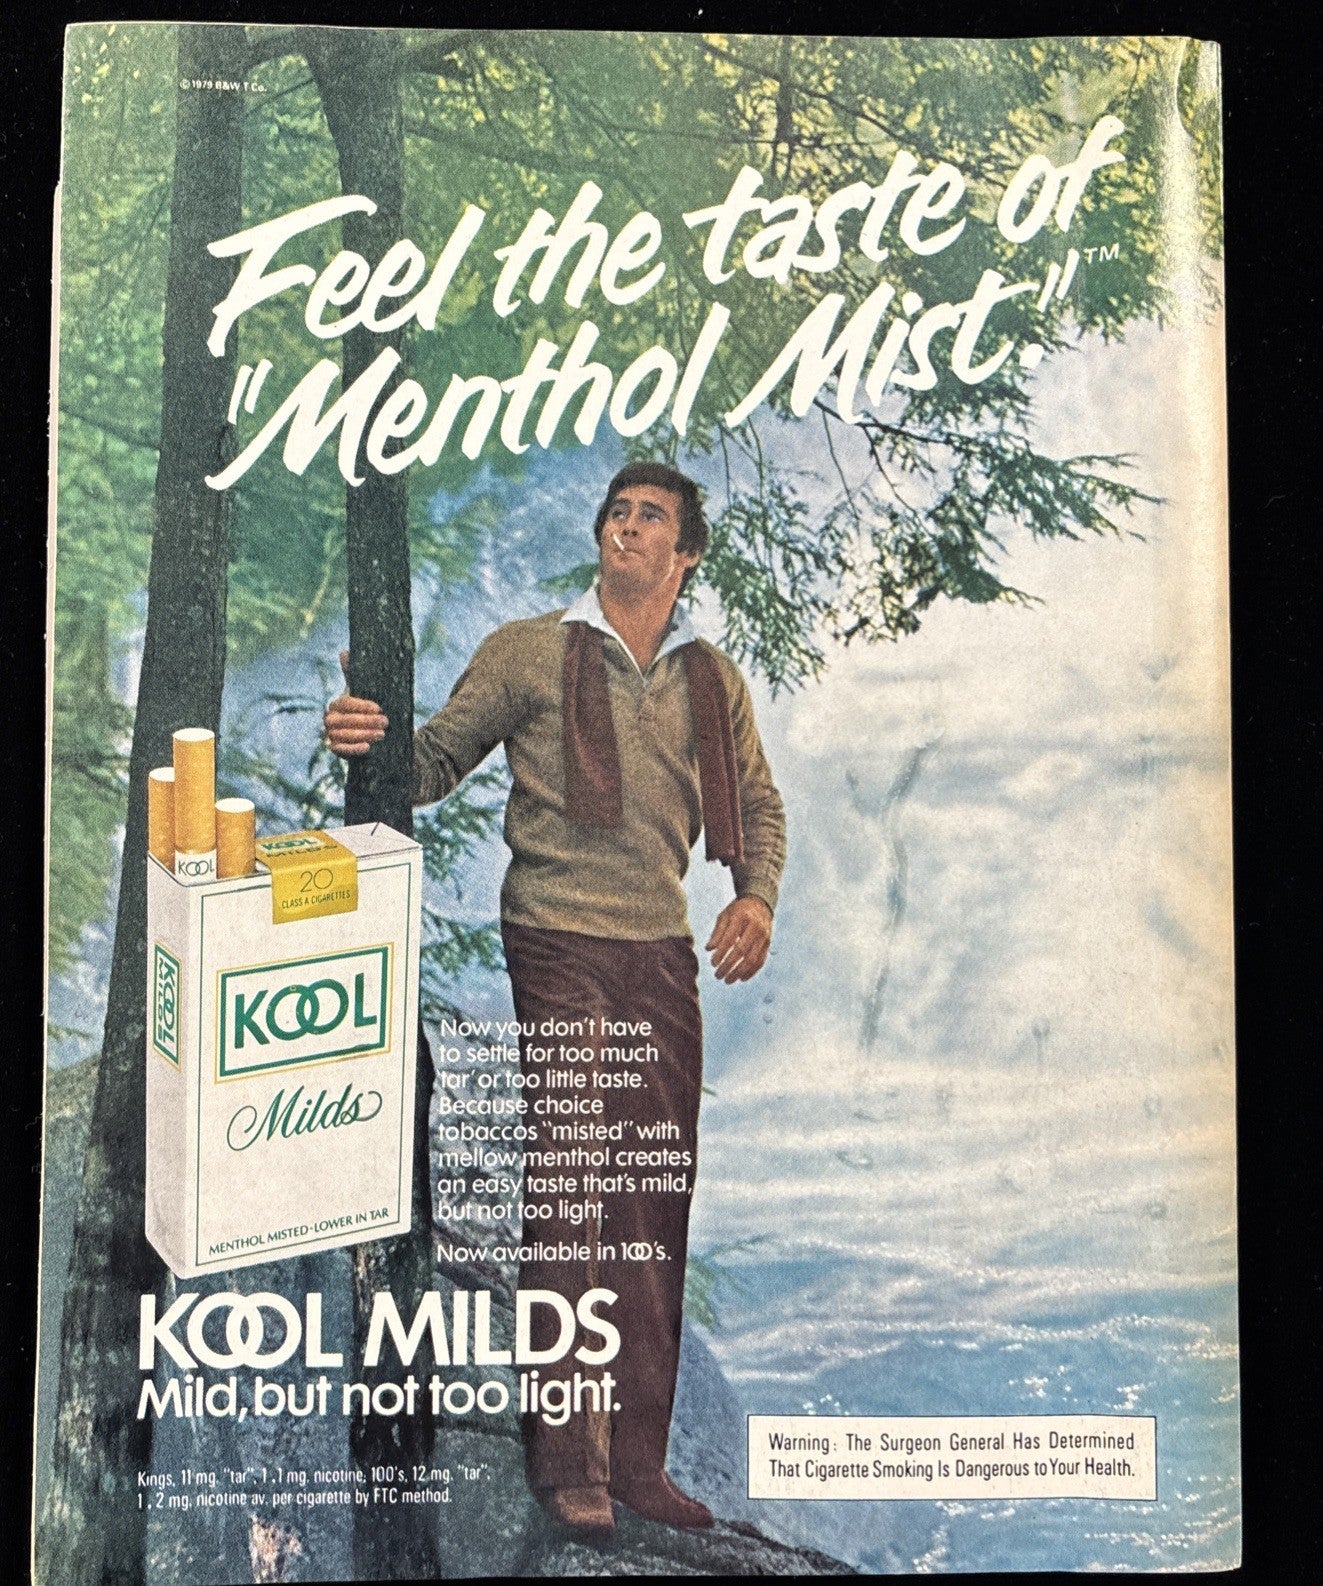 © 1979 B&W T Co.
Feel the taste of
"Menthol Mist."™
KOOL
KOOL
MILDS
20
CLASS A CIGARETTES
KOOL
MILDS
KOOL
Milds
MENTHOL MISTED·LOWER IN TAR
Now you don't have
to settle for too much
'tar' or too little taste.
Because choice
tobaccos "misted" with
mellow menthol creates
an easy taste that's mild,
but not too light.
Now available in 100's.
KOOL MILDS
Mild, but not too light.
Kings, 11 mg. "tar", 1.1 mg. nicotine, 100's, 12 mg. "tar",
1.2 mg. nicotine av. per cigarette by FTC method.
Warning: The Surgeon General Has Determined
That Cigarette Smoking Is Dangerous to Your Health.